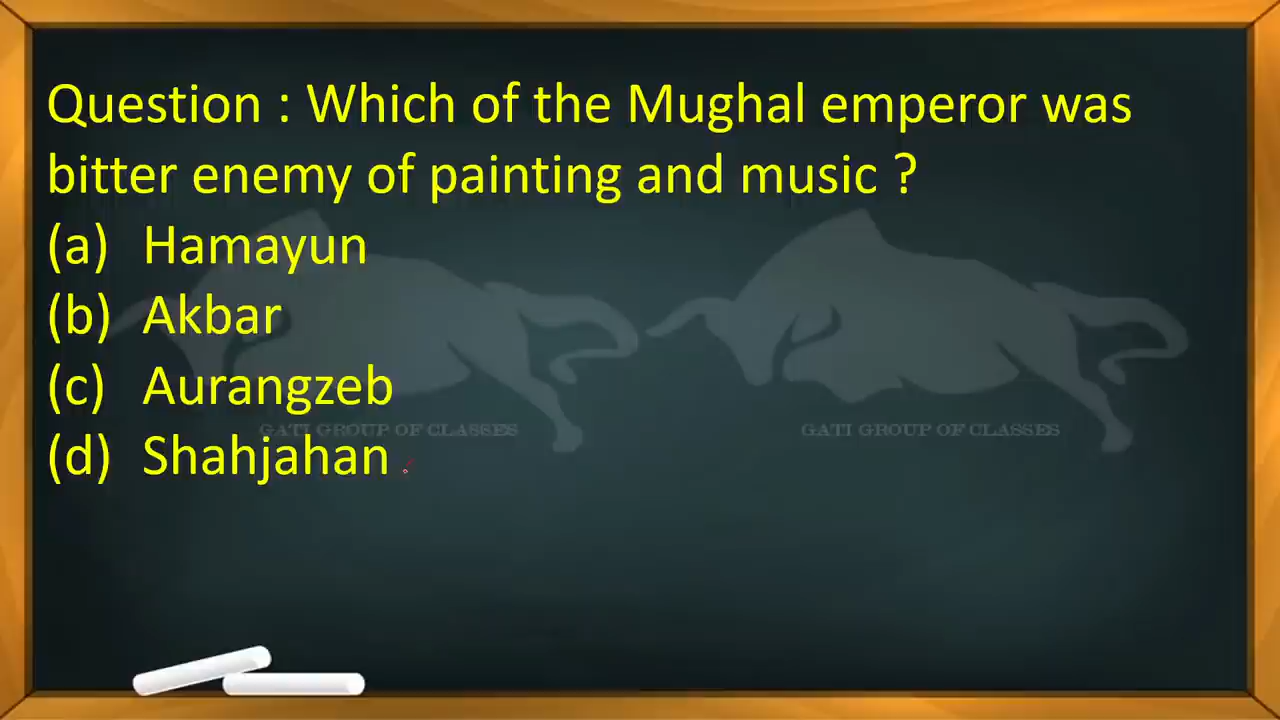 Question : Which of the Mughal emperor was
bitter enemy of painting and music ?
(a) Hamayun
(b) Akbar
(c) Aurangzeb
GATI GROUP OF CLASSES GATI GROUP OF CLASSES
(d) Shahjahan